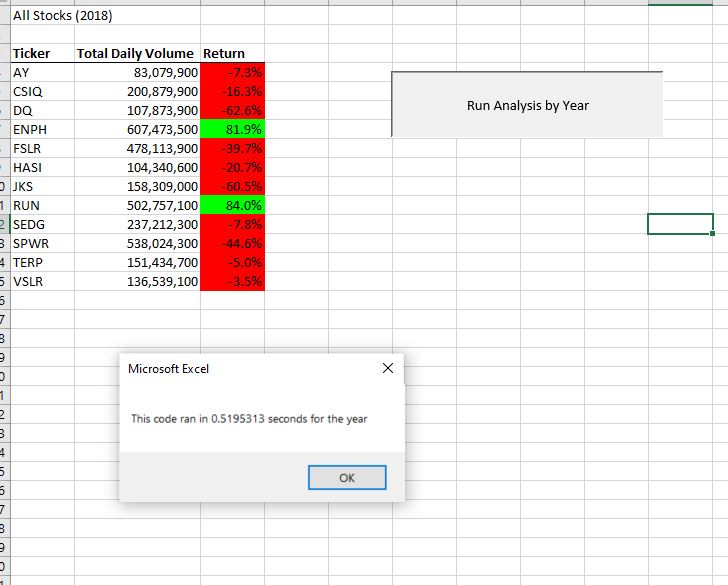 All Stocks (2018)
Ticker Total Daily Volume Return
AY 83,079,900 -7.3%
CSIQ 200,879,900 -16.3%
DQ 107,873,900 -62.6%
ENPH 607,473,500 81.9%
FSLR 478,113,900 -39.7%
HASI 104,340,600 -20.7%
JKS 158,309,000 -60.5%
RUN 502,757,100 84.0%
SEDG 237,212,300 -7.8%
SPWR 538,024,300 -44.6%
TERP 151,434,700 -5.0%
VSLR 136,539,100 -3.5%
Run Analysis by Year
Microsoft Excel
This code ran in 0.5195313 seconds for the year
OK